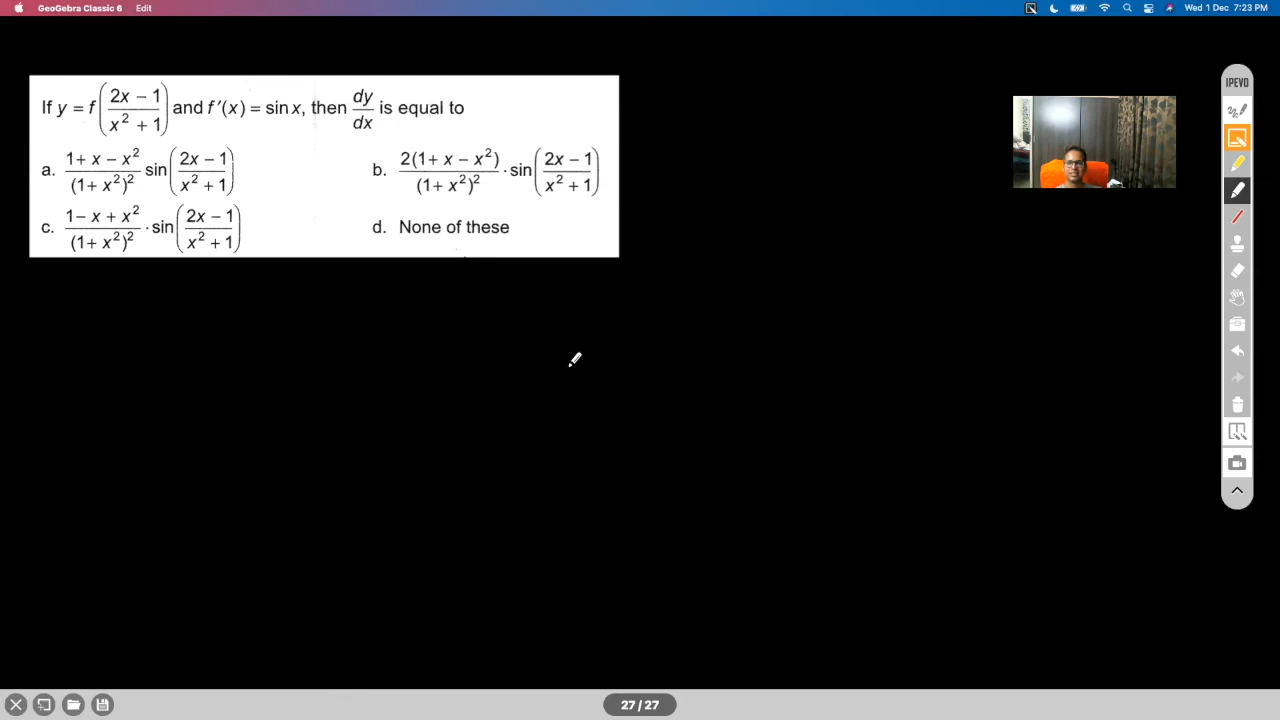 GeoGebra Classic 6 Edit Wed 1 Dec 7:23 PM
IPEVO
If y = f((2x − 1)/(x² + 1)) and f′(x) = sin x, then dy/dx is equal to
a. (1+ x − x²)/(1+ x²)² sin((2x − 1)/(x² + 1)) b. 2(1+ x − x²)/(1+ x²)² · sin((2x − 1)/(x² + 1))
c. (1− x + x²)/(1+ x²)² · sin((2x − 1)/(x² + 1)) d. None of these
27 / 27